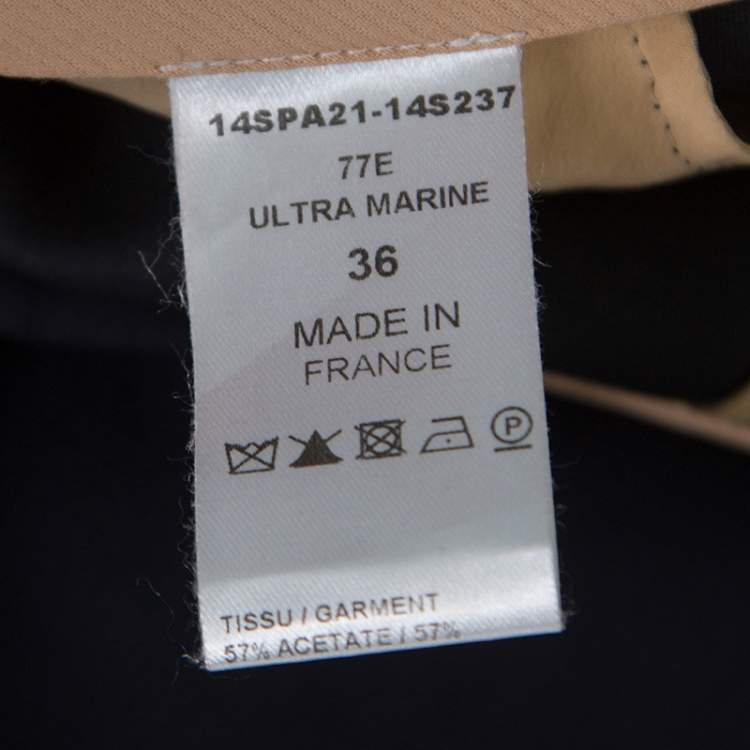 14SPA21-14S237
77E
ULTRA MARINE
36
MADE IN
FRANCE
P
TISSU / GARMENT
57% ACETATE / 57%